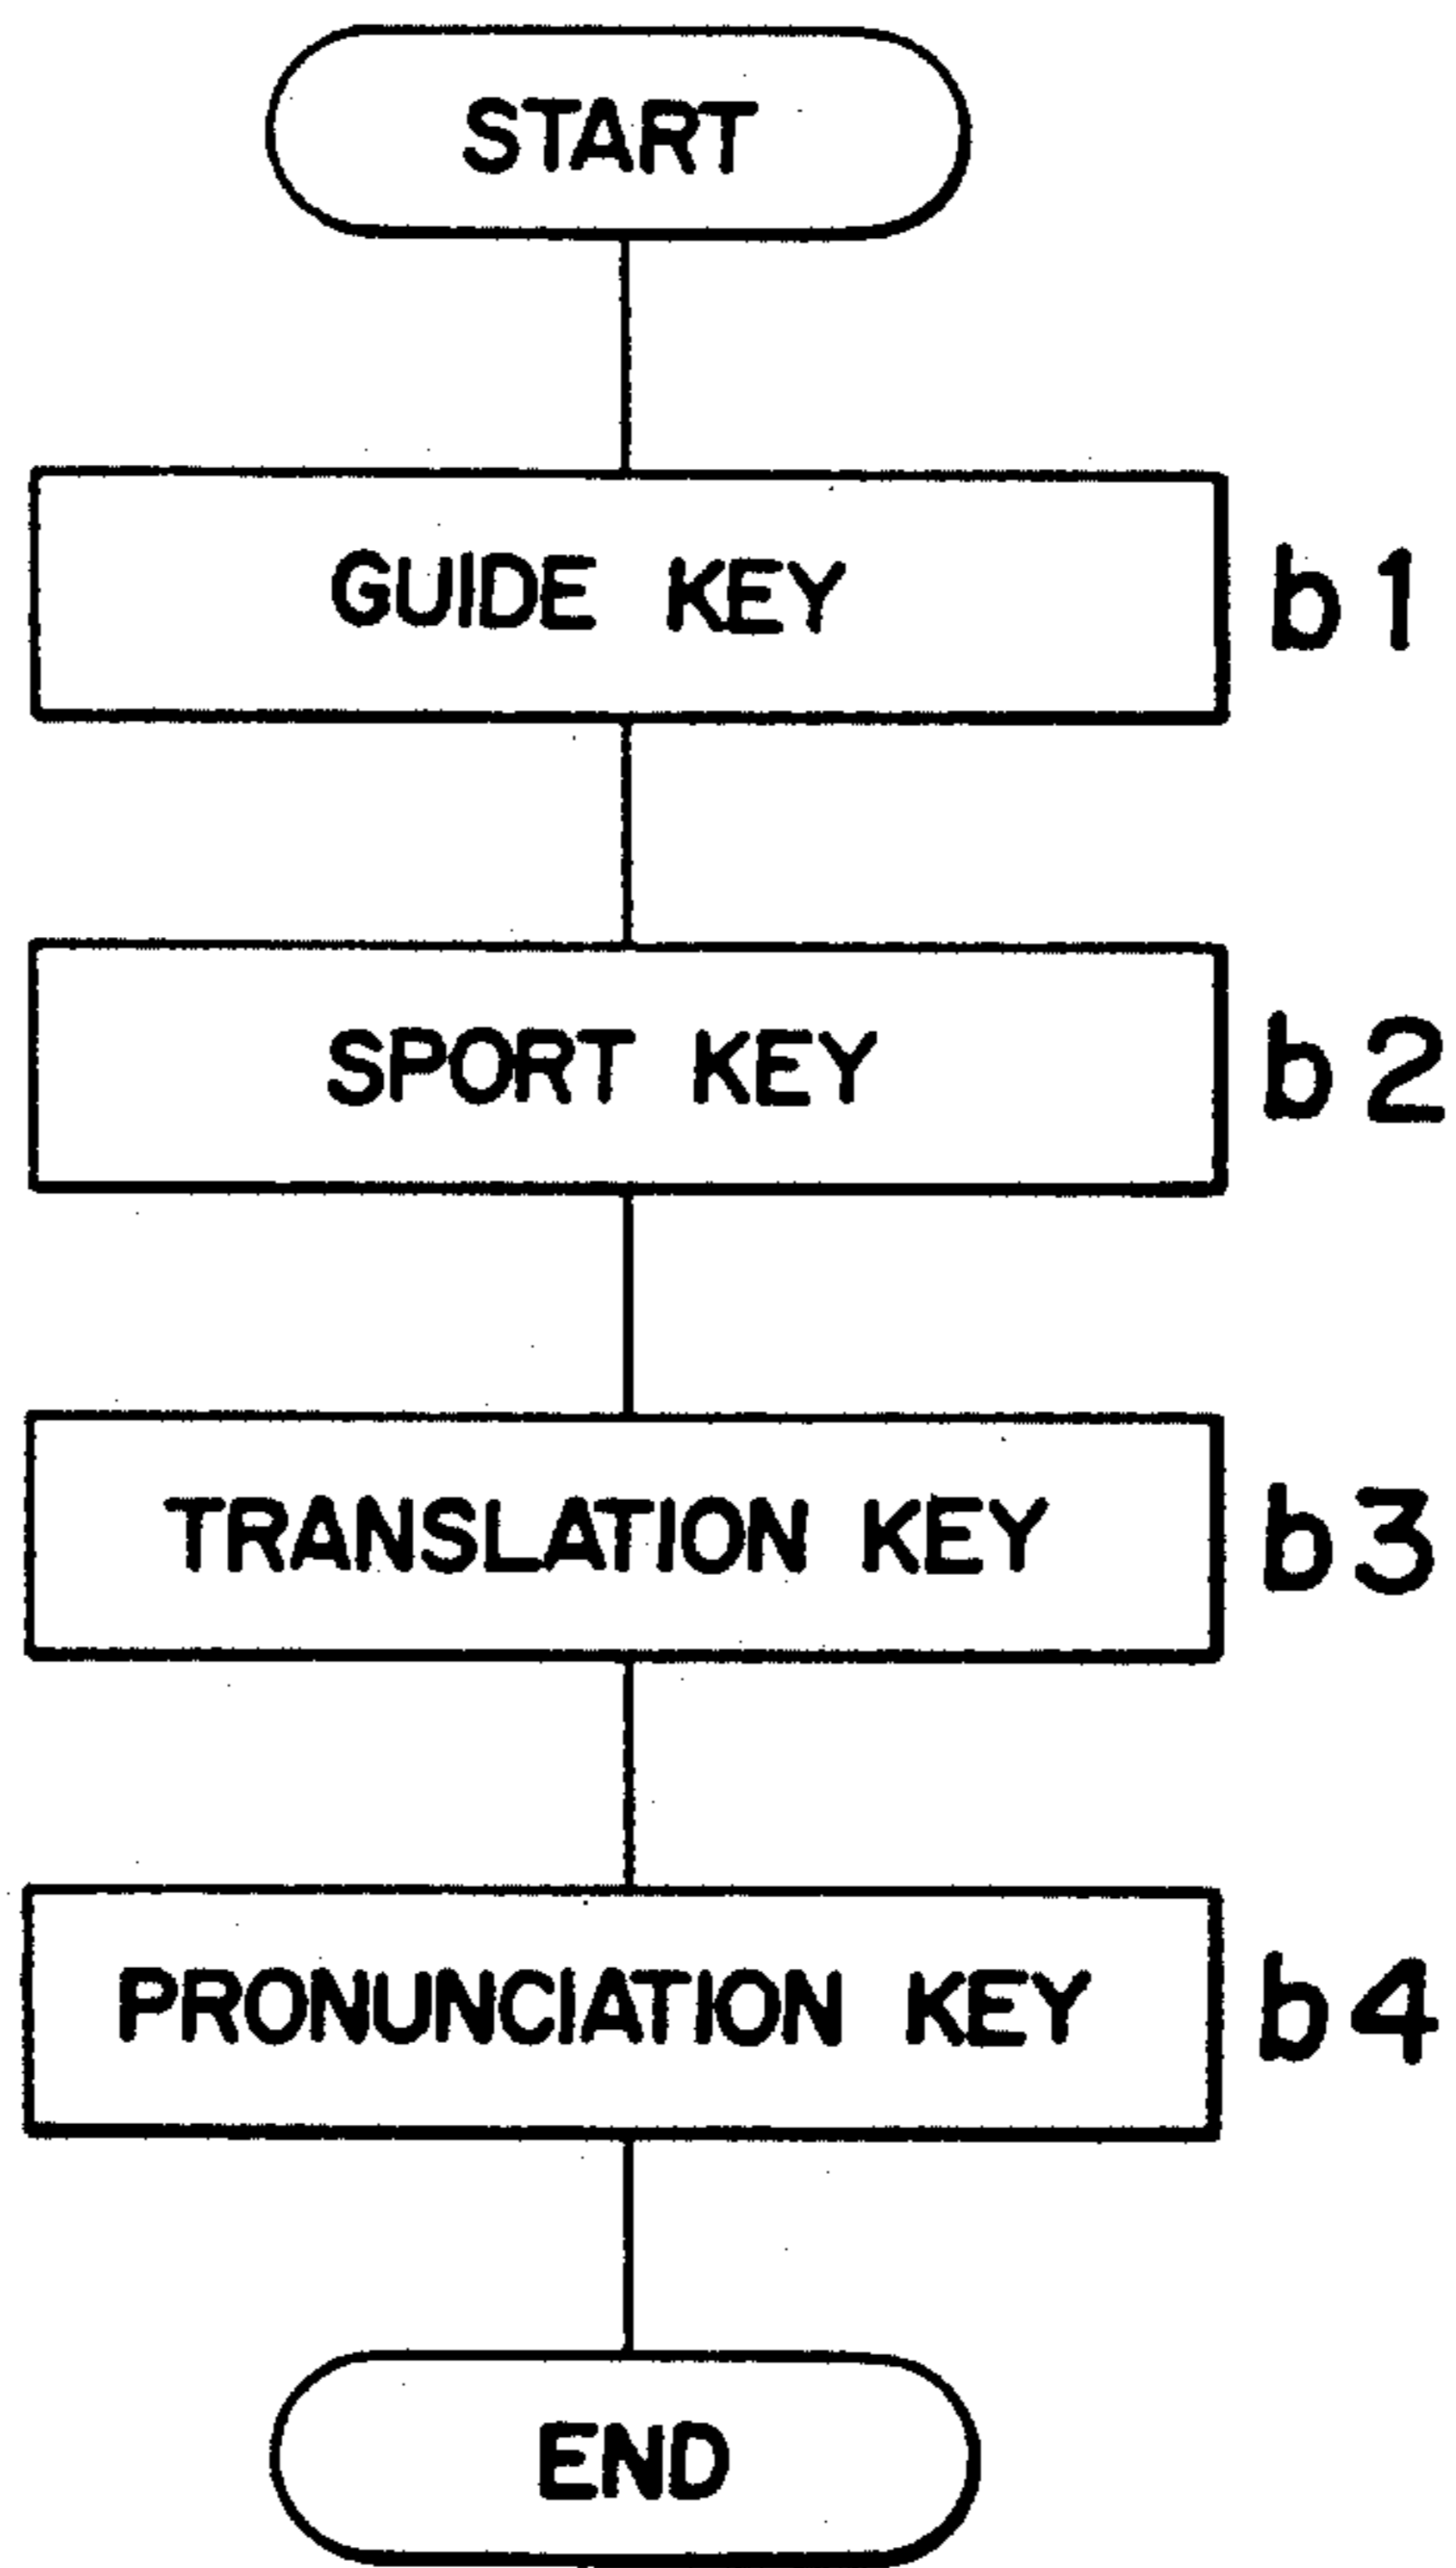 START
GUIDE KEY b1
SPORT KEY b2
TRANSLATION KEY b3
PRONUNCIATION KEY b4
END